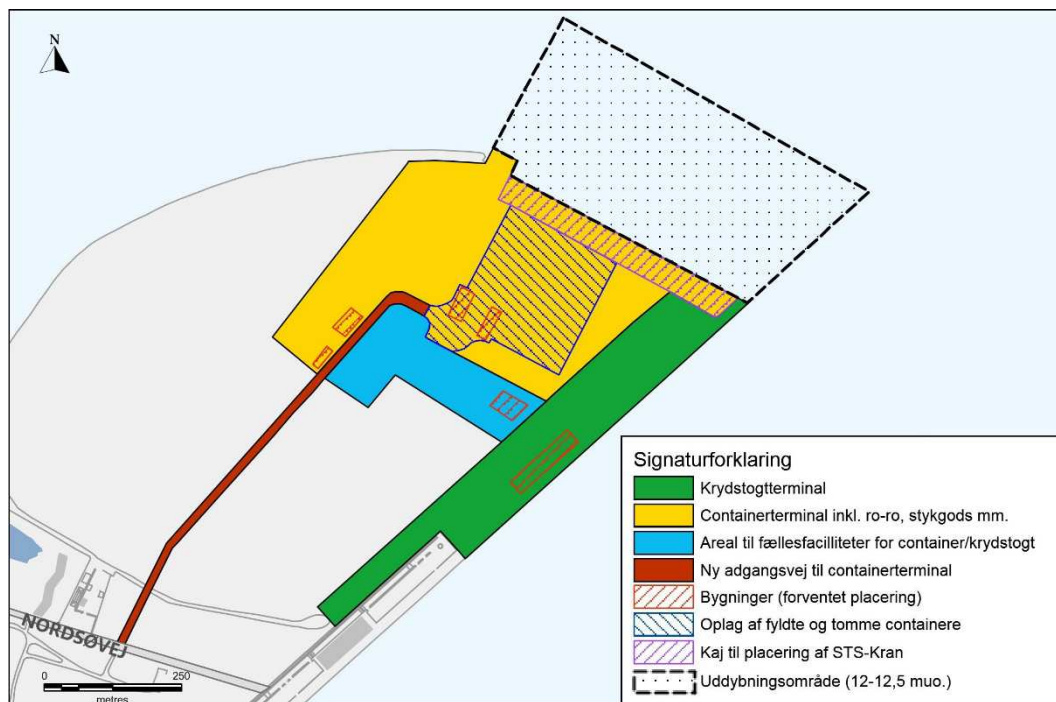 N
NORDSØVEJ
0 250
metres
Signaturforklaring
Krydstogtterminal
Containerterminal inkl. ro-ro, stykgods mm.
Areal til fællesfacilliteter for container/krydstogt
Ny adgangsvej til containerterminal
Bygninger (forventet placering)
Oplag af fyldte og tomme containere
Kaj til placering af STS-Kran
Uddybningsområde (12-12,5 muo.)